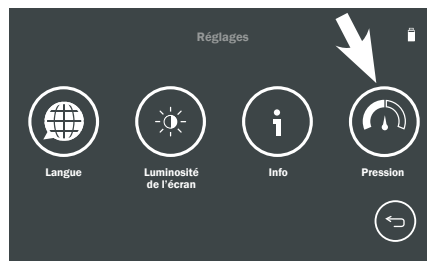 Réglages
Langue
Luminosité
de l'écran
Info
Pression